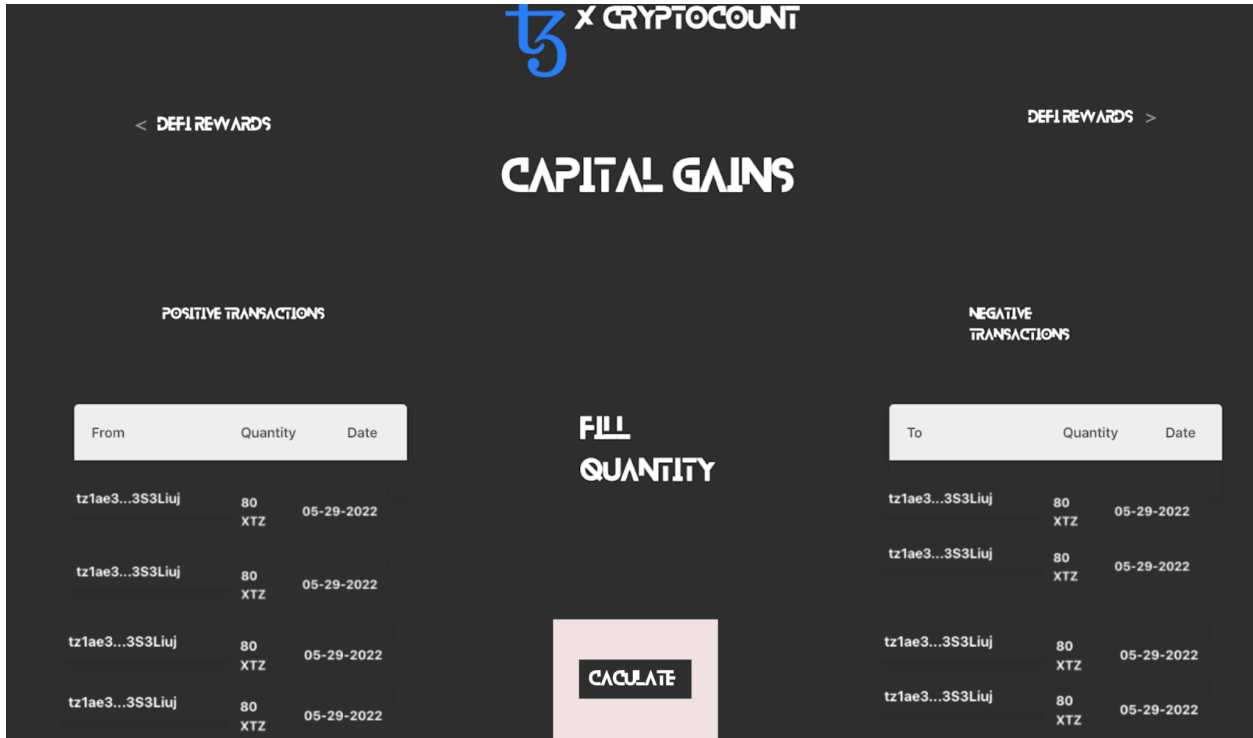 X CRYPTOCOUNT
< DEFI REWARDS
DEFI REWARDS >
CAPITAL GAINS
POSITIVE TRANSACTIONS
NEGATIVE
TRANSACTIONS
From Quantity Date
tz1ae3...3S3Liuj 80 XTZ 05-29-2022
tz1ae3...3S3Liuj 80 XTZ 05-29-2022
tz1ae3...3S3Liuj 80 XTZ 05-29-2022
tz1ae3...3S3Liuj 80 XTZ 05-29-2022
FILL
QUANTITY
CACULATE
To Quantity Date
tz1ae3...3S3Liuj 80 XTZ 05-29-2022
tz1ae3...3S3Liuj 80 XTZ 05-29-2022
tz1ae3...3S3Liuj 80 XTZ 05-29-2022
tz1ae3...3S3Liuj 80 XTZ 05-29-2022